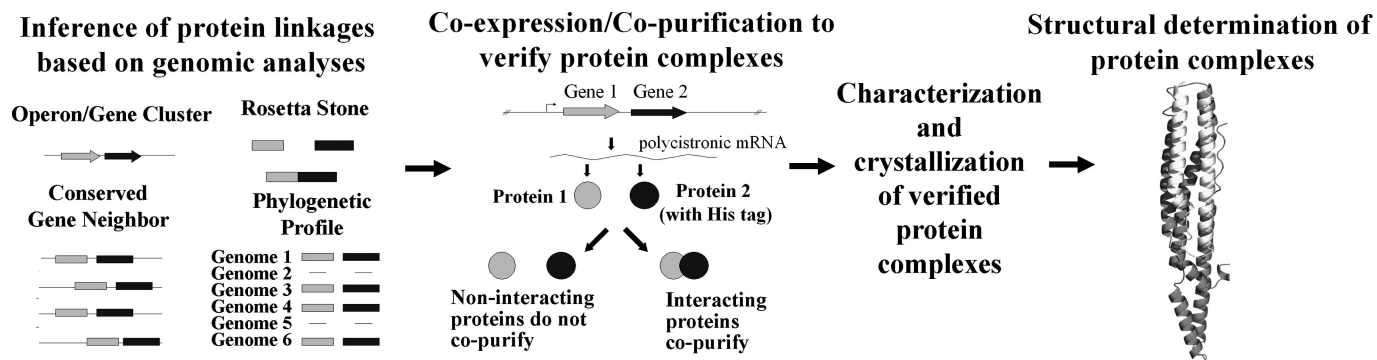 Inference of protein linkages
based on genomic analyses
Operon/Gene Cluster
Rosetta Stone
Conserved
Gene Neighbor
Phylogenetic
Profile
Genome 1
Genome 2
Genome 3
Genome 4
Genome 5
Genome 6
Co-expression/Co-purification to
verify protein complexes
Gene 1
Gene 2
polycistronic mRNA
Protein 1
Protein 2
(with His tag)
Non-interacting
proteins do not
co-purify
Interacting
proteins
co-purify
Characterization
and
crystallization
of verified
protein
complexes
Structural determination of
protein complexes